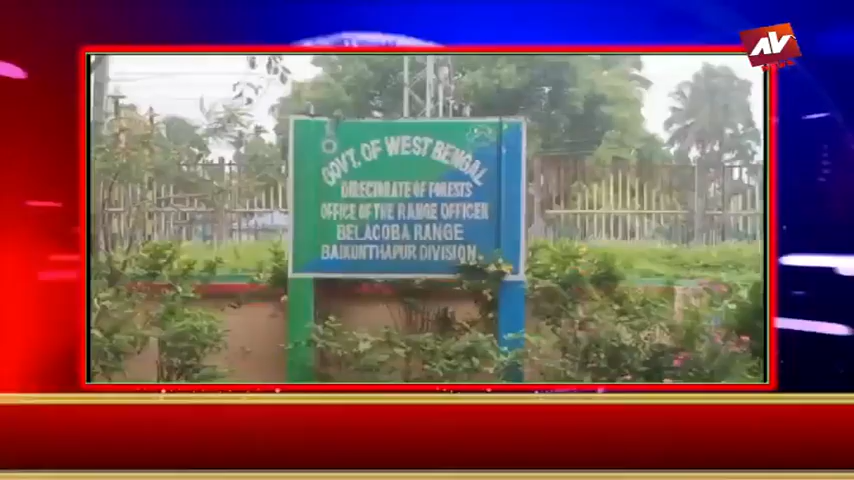 AV
GOVT. OF WEST BENGAL
DIRECTORATE OF FORESTS
OFFICE OF THE RANGE OFFICER
BELACOBA RANGE
BAIKUNTHAPUR DIVISION.